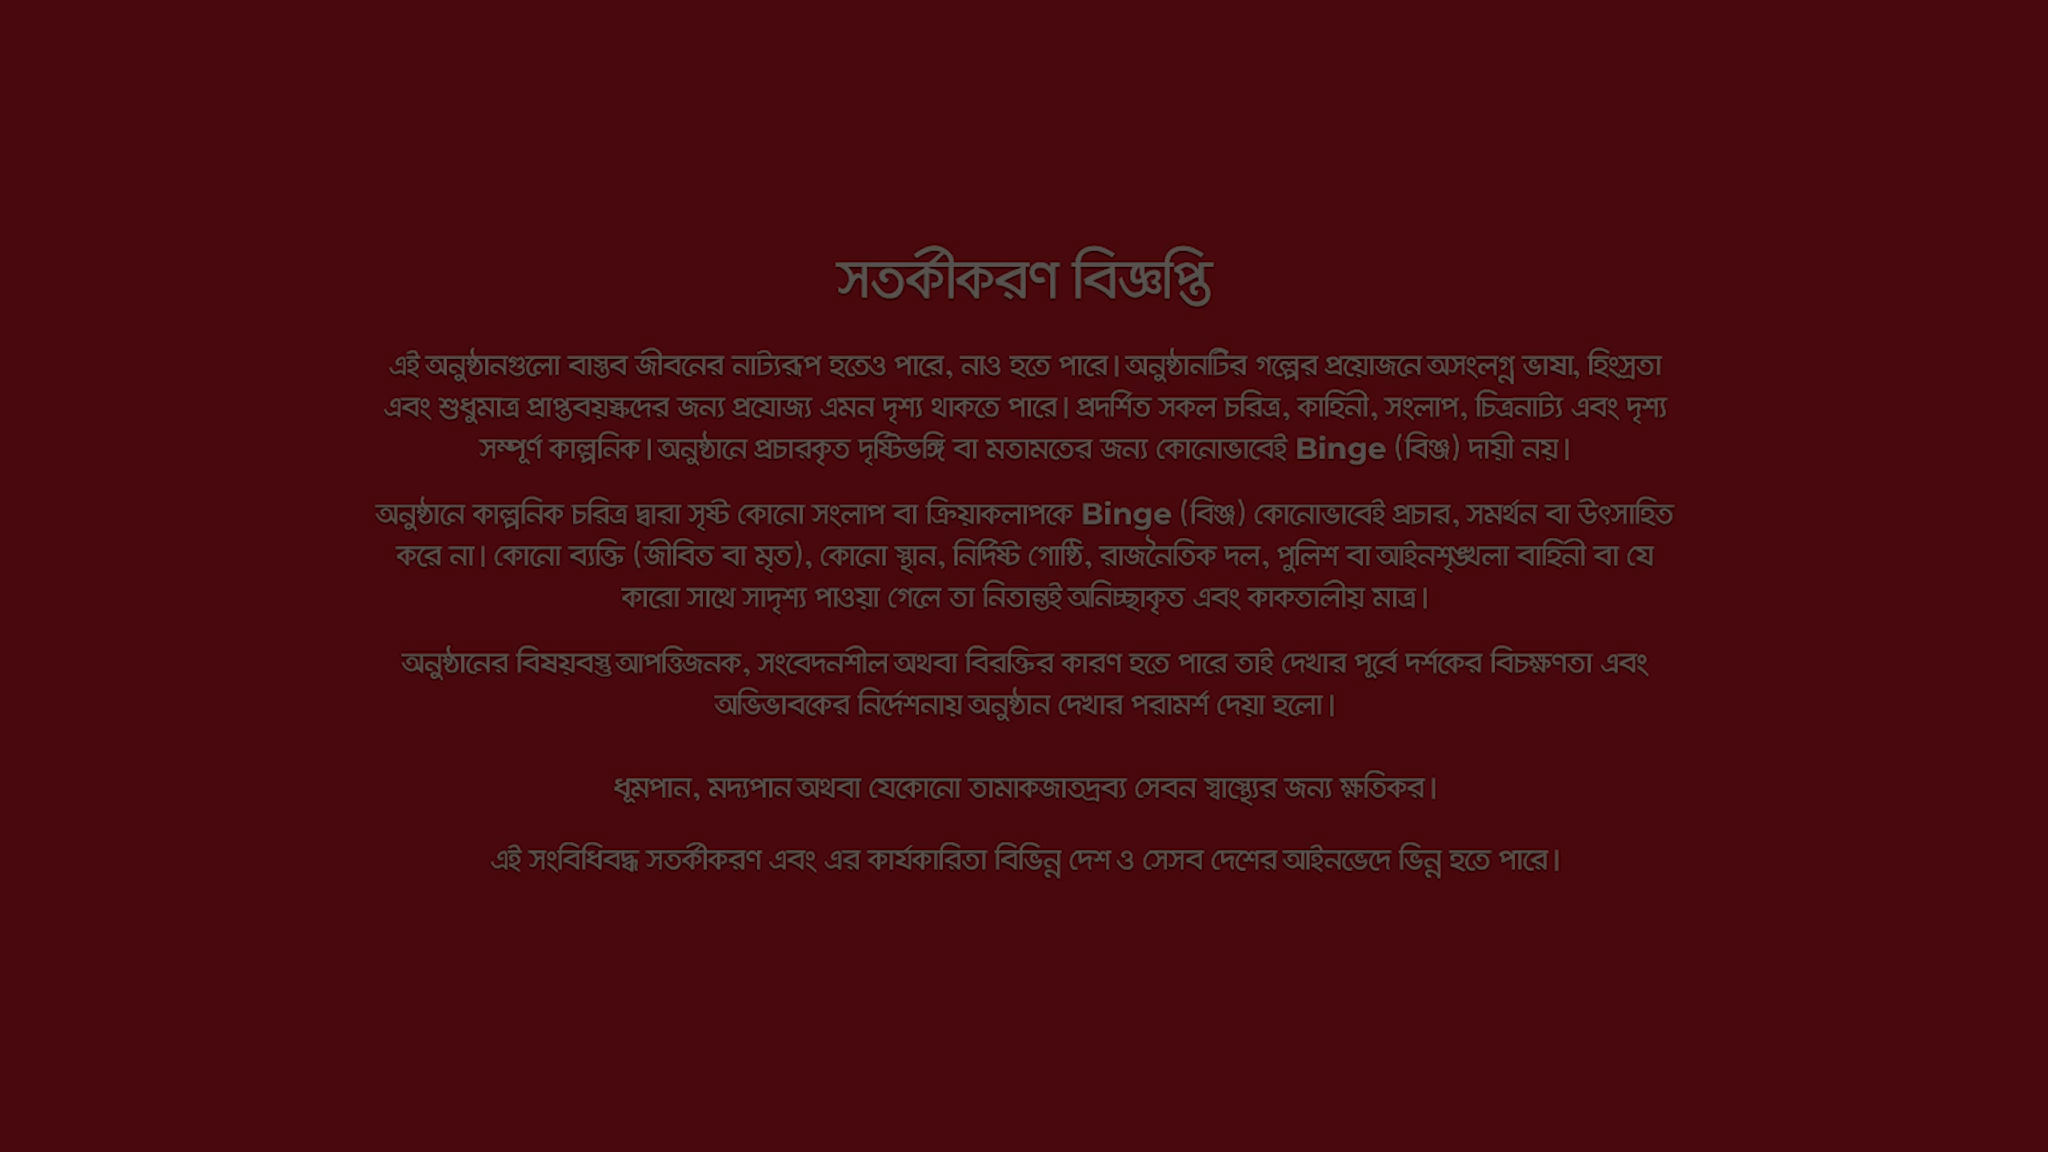 সতর্কীকরণ বিজ্ঞপ্তি
এই অনুষ্ঠানগুলো বাস্তব জীবনের নাট্যরূপ হতেও পারে, নাও হতে পারে। অনুষ্ঠানটির গল্পের প্রয়োজনে অসংলগ্ন ভাষা, হিংস্রতা
এবং শুধুমাত্র প্রাপ্তবয়স্কদের জন্য প্রযোজ্য এমন দৃশ্য থাকতে পারে। প্রদর্শিত সকল চরিত্র, কাহিনী, সংলাপ, চিত্রনাট্য এবং দৃশ্য
সম্পূর্ণ কাল্পনিক। অনুষ্ঠানে প্রচারকৃত দৃষ্টিভঙ্গি বা মতামতের জন্য কোনোভাবেই Binge (বিঞ্জ) দায়ী নয়।
অনুষ্ঠানে কাল্পনিক চরিত্র দ্বারা সৃষ্ট কোনো সংলাপ বা ক্রিয়াকলাপকে Binge (বিঞ্জ) কোনোভাবেই প্রচার, সমর্থন বা উৎসাহিত
করে না। কোনো ব্যক্তি (জীবিত বা মৃত), কোনো স্থান, নির্দিষ্ট গোষ্ঠি, রাজনৈতিক দল, পুলিশ বা আইনশৃঙ্খলা বাহিনী বা যে
কারো সাথে সাদৃশ্য পাওয়া গেলে তা নিতান্তই অনিচ্ছাকৃত এবং কাকতালীয় মাত্র।
অনুষ্ঠানের বিষয়বস্তু আপত্তিজনক, সংবেদনশীল অথবা বিরক্তির কারণ হতে পারে তাই দেখার পূর্বে দর্শকের বিচক্ষণতা এবং
অভিভাবকের নির্দেশনায় অনুষ্ঠান দেখার পরামর্শ দেয়া হলো।
ধূমপান, মদ্যপান অথবা যেকোনো তামাকজাতদ্রব্য সেবন স্বাস্থ্যের জন্য ক্ষতিকর।
এই সংবিধিবদ্ধ সতর্কীকরণ এবং এর কার্যকারিতা বিভিন্ন দেশ ও সেসব দেশের আইনভেদে ভিন্ন হতে পারে।